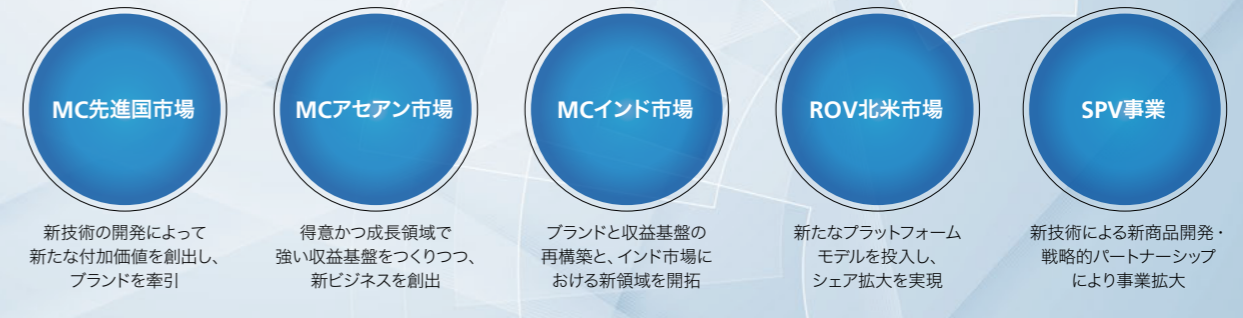 MC先進国市場
新技術の開発によって
新たな付加価値を創出し、
ブランドを牽引
MCアセアン市場
得意かつ成長領域で
強い収益基盤をつくりつつ、
新ビジネスを創出
MCインド市場
ブランドと収益基盤の
再構築と、インド市場に
おける新領域を開拓
ROV北米市場
新たなプラットフォーム
モデルを投入し、
シェア拡大を実現
SPV事業
新技術による新商品開発・
戦略的パートナーシップ
により事業拡大